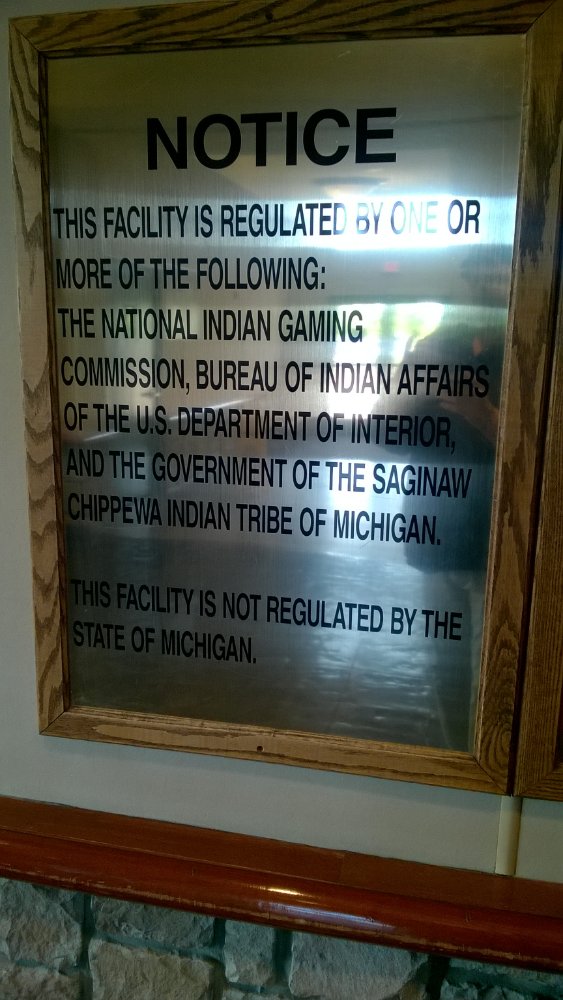 NOTICE
THIS FACILITY IS REGULATED BY ONE OR
MORE OF THE FOLLOWING:
THE NATIONAL INDIAN GAMING
COMMISSION, BUREAU OF INDIAN AFFAIRS
OF THE U.S. DEPARTMENT OF INTERIOR,
AND THE GOVERNMENT OF THE SAGINAW
CHIPPEWA INDIAN TRIBE OF MICHIGAN.
THIS FACILITY IS NOT REGULATED BY THE
STATE OF MICHIGAN.